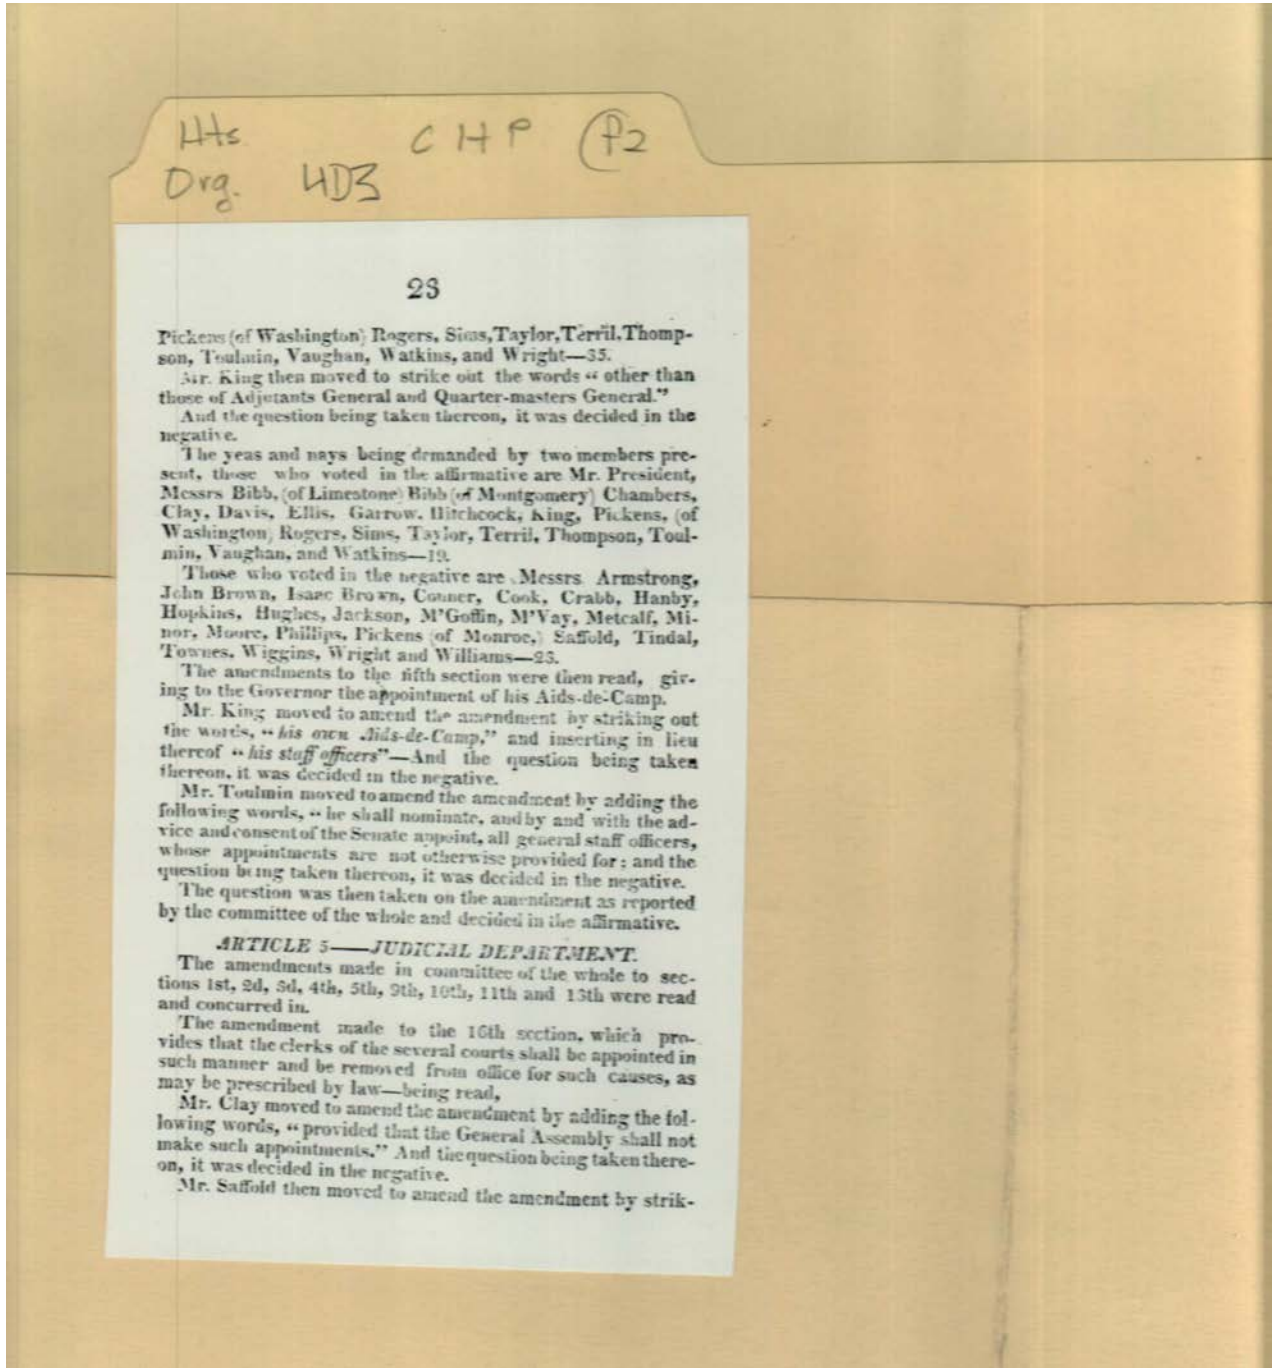 Hts. CHP P2
Org. 4D3
23
Pickens (of Washington) Rogers, Sims, Taylor, Terril, Thomp-
son, Toulmin, Vaughan, Watkins, and Wright—35.
Mr. King then moved to strike out the words “ other than
those of Adjutants General and Quarter-masters General.”
And the question being taken thereon, it was decided in the
negative.
The yeas and nays being demanded by two members pre-
sent, those who voted in the affirmative are Mr. President,
Messrs Bibb, (of Limestone) Bibb (of Montgomery) Chambers,
Clay, Davis, Ellis, Garrow, Hitchcock, King, Pickens, (of
Washington) Rogers, Sims, Taylor, Terril, Thompson, Toul-
min, Vaughan, and Watkins—19.
Those who voted in the negative are Messrs. Armstrong,
John Brown, Isaac Brown, Conner, Cook, Crabb, Hanby,
Hopkins, Hughes, Jackson, M'Goffin, M'Vay, Metcalf, Mi-
nor, Moore, Phillips, Pickens (of Monroe,) Saffold, Tindal,
Townes, Wiggins, Wright and Williams—23.
The amendments to the fifth section were then read, giv-
ing to the Governor the appointment of his Aids-de-Camp.
Mr. King moved to amend the amendment by striking out
the words, “ his own Aids-de-Camp,” and inserting in lieu
thereof “ his staff officers”—And the question being taken
thereon, it was decided in the negative.
Mr. Toulmin moved to amend the amendment by adding the
following words, “ he shall nominate, and by and with the ad-
vice and consent of the Senate appoint, all general staff officers,
whose appointments are not otherwise provided for; and the
question being taken thereon, it was decided in the negative.
The question was then taken on the amendment as reported
by the committee of the whole and decided in the affirmative.
ARTICLE 5——JUDICIAL DEPARTMENT.
The amendments made in committee of the whole to sec-
tions 1st, 2d, 3d, 4th, 5th, 9th, 10th, 11th and 13th were read
and concurred in.
The amendment made to the 16th section, which pro-
vides that the clerks of the several courts shall be appointed in
such manner and be removed from office for such causes, as
may be prescribed by law—being read,
Mr. Clay moved to amend the amendment by adding the fol-
lowing words, “ provided that the General Assembly shall not
make such appointments.” And the question being taken there-
on, it was decided in the negative.
Mr. Saffold then moved to amend the amendment by strik-